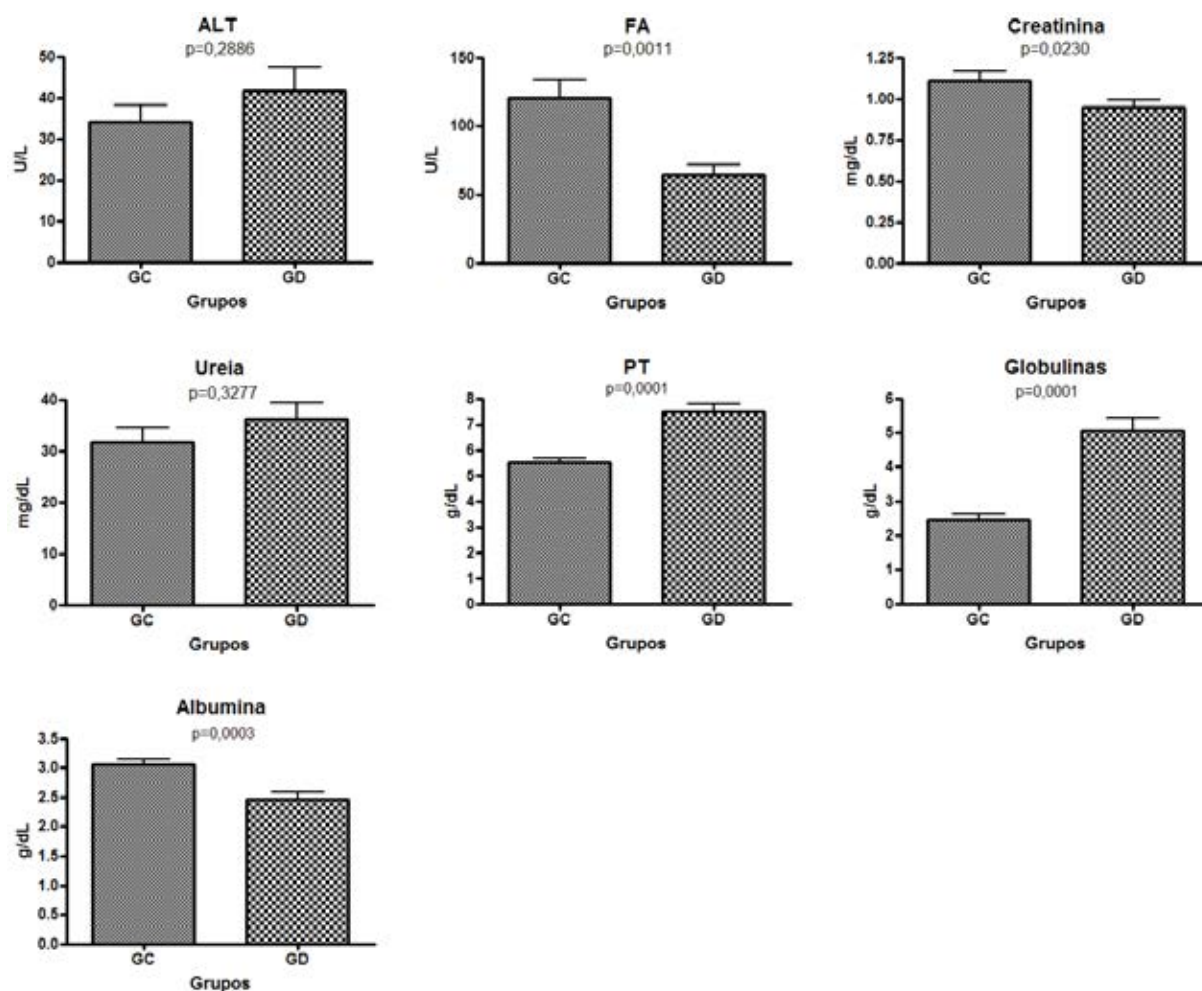 ALT
p=0,2886
50
40
30
20
10
0
U/L
GC GD
Grupos
FA
p=0,0011
150
100
50
0
U/L
GC GD
Grupos
Creatinina
p=0,0230
1.25
1.00
0.75
0.50
0.25
0.00
mg/dL
GC GD
Grupos
Ureia
p=0,3277
40
30
20
10
0
mg/dL
GC GD
Grupos
PT
p=0,0001
8
7
6
5
4
3
2
1
0
g/dL
GC GD
Grupos
Globulinas
p=0,0001
6
5
4
3
2
1
0
g/dL
GC GD
Grupos
Albumina
p=0,0003
3.5
3.0
2.5
2.0
1.5
1.0
0.5
0.0
g/dL
GC GD
Grupos